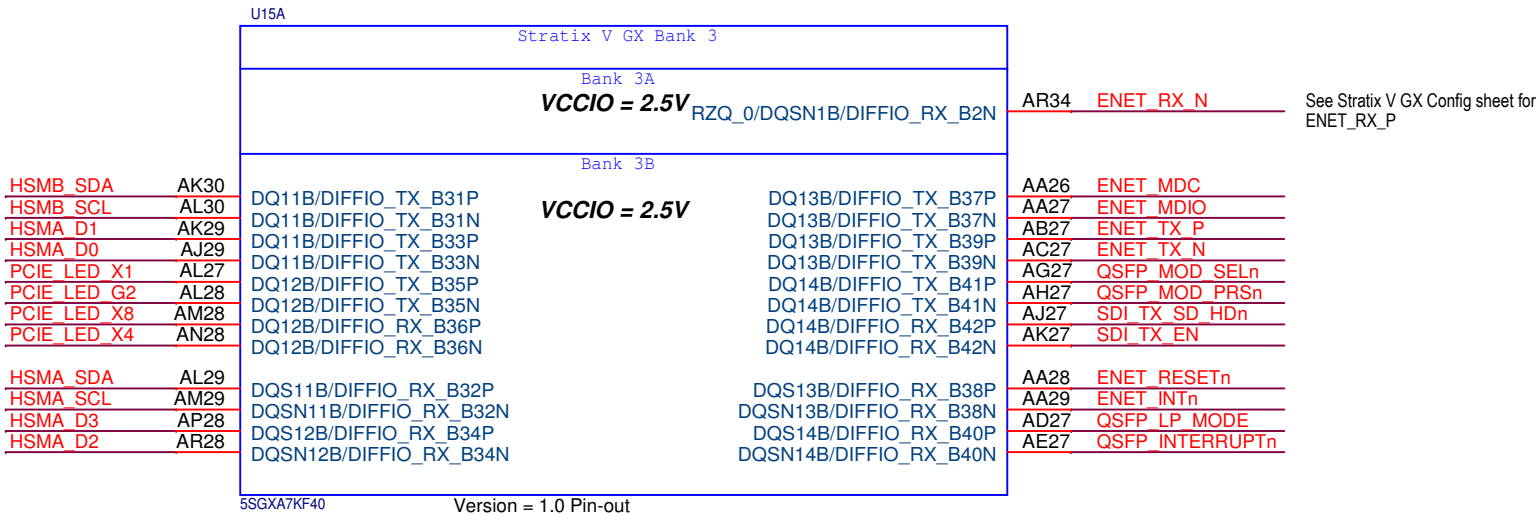 U15A
Stratix V GX Bank 3
Bank 3A
VCCIO = 2.5V
RZQ_0/DQSN1B/DIFFIO_RX_B2N AR34 ENET_RX_N See Stratix V GX Config sheet for
ENET_RX_P
Bank 3B
VCCIO = 2.5V
HSMB_SDA AK30 DQ11B/DIFFIO_TX_B31P DQ13B/DIFFIO_TX_B37P AA26 ENET_MDC
HSMB_SCL AL30 DQ11B/DIFFIO_TX_B31N DQ13B/DIFFIO_TX_B37N AA27 ENET_MDIO
HSMA_D1 AK29 DQ11B/DIFFIO_TX_B33P DQ13B/DIFFIO_TX_B39P AB27 ENET_TX_P
HSMA_D0 AJ29 DQ11B/DIFFIO_TX_B33N DQ13B/DIFFIO_TX_B39N AC27 ENET_TX_N
PCIE_LED_X1 AL27 DQ12B/DIFFIO_TX_B35P DQ14B/DIFFIO_TX_B41P AG27 QSFP_MOD_SELn
PCIE_LED_G2 AL28 DQ12B/DIFFIO_TX_B35N DQ14B/DIFFIO_TX_B41N AH27 QSFP_MOD_PRSn
PCIE_LED_X8 AM28 DQ12B/DIFFIO_RX_B36P DQ14B/DIFFIO_RX_B42P AJ27 SDI_TX_SD_HDn
PCIE_LED_X4 AN28 DQ12B/DIFFIO_RX_B36N DQ14B/DIFFIO_RX_B42N AK27 SDI_TX_EN
HSMA_SDA AL29 DQS11B/DIFFIO_RX_B32P DQS13B/DIFFIO_RX_B38P AA28 ENET_RESETn
HSMA_SCL AM29 DQSN11B/DIFFIO_RX_B32N DQSN13B/DIFFIO_RX_B38N AA29 ENET_INTn
HSMA_D3 AP28 DQS12B/DIFFIO_RX_B34P DQS14B/DIFFIO_RX_B40P AD27 QSFP_LP_MODE
HSMA_D2 AR28 DQSN12B/DIFFIO_RX_B34N DQSN14B/DIFFIO_RX_B40N AE27 QSFP_INTERRUPTn
5SGXA7KF40 Version = 1.0 Pin-out